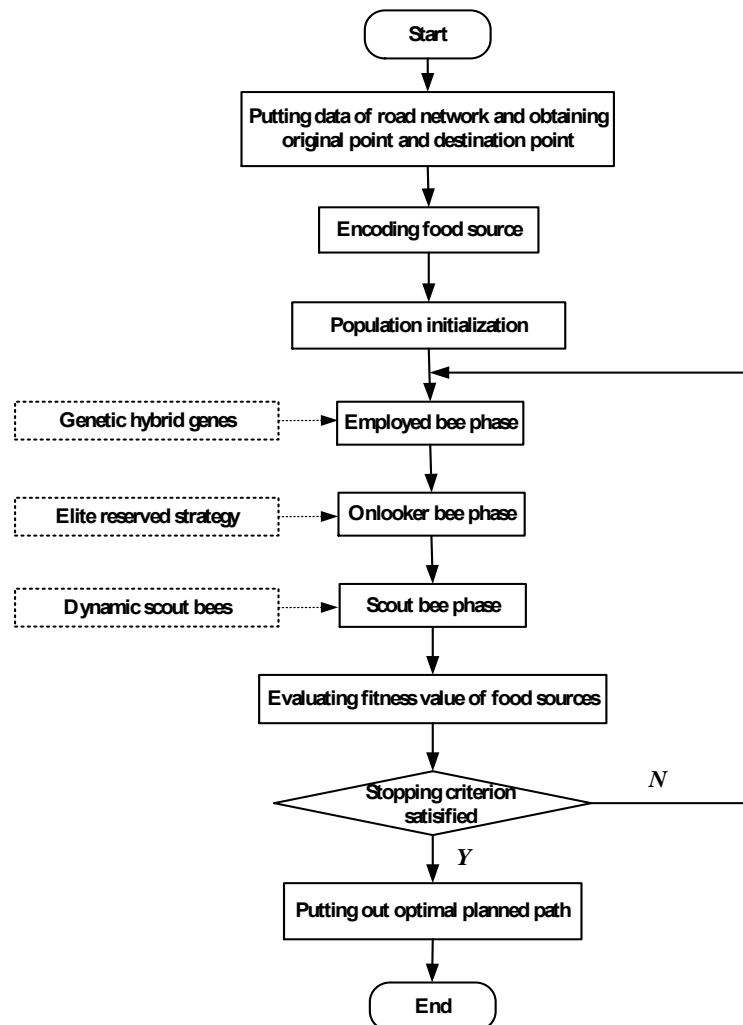 Start
Putting data of road network and obtaining
original point and destination point
Encoding food source
Population initialization
Genetic hybrid genes
Employed bee phase
Elite reserved strategy
Onlooker bee phase
Dynamic scout bees
Scout bee phase
Evaluating fitness value of food sources
Stopping criterion
satisified
N
Y
Putting out optimal planned path
End